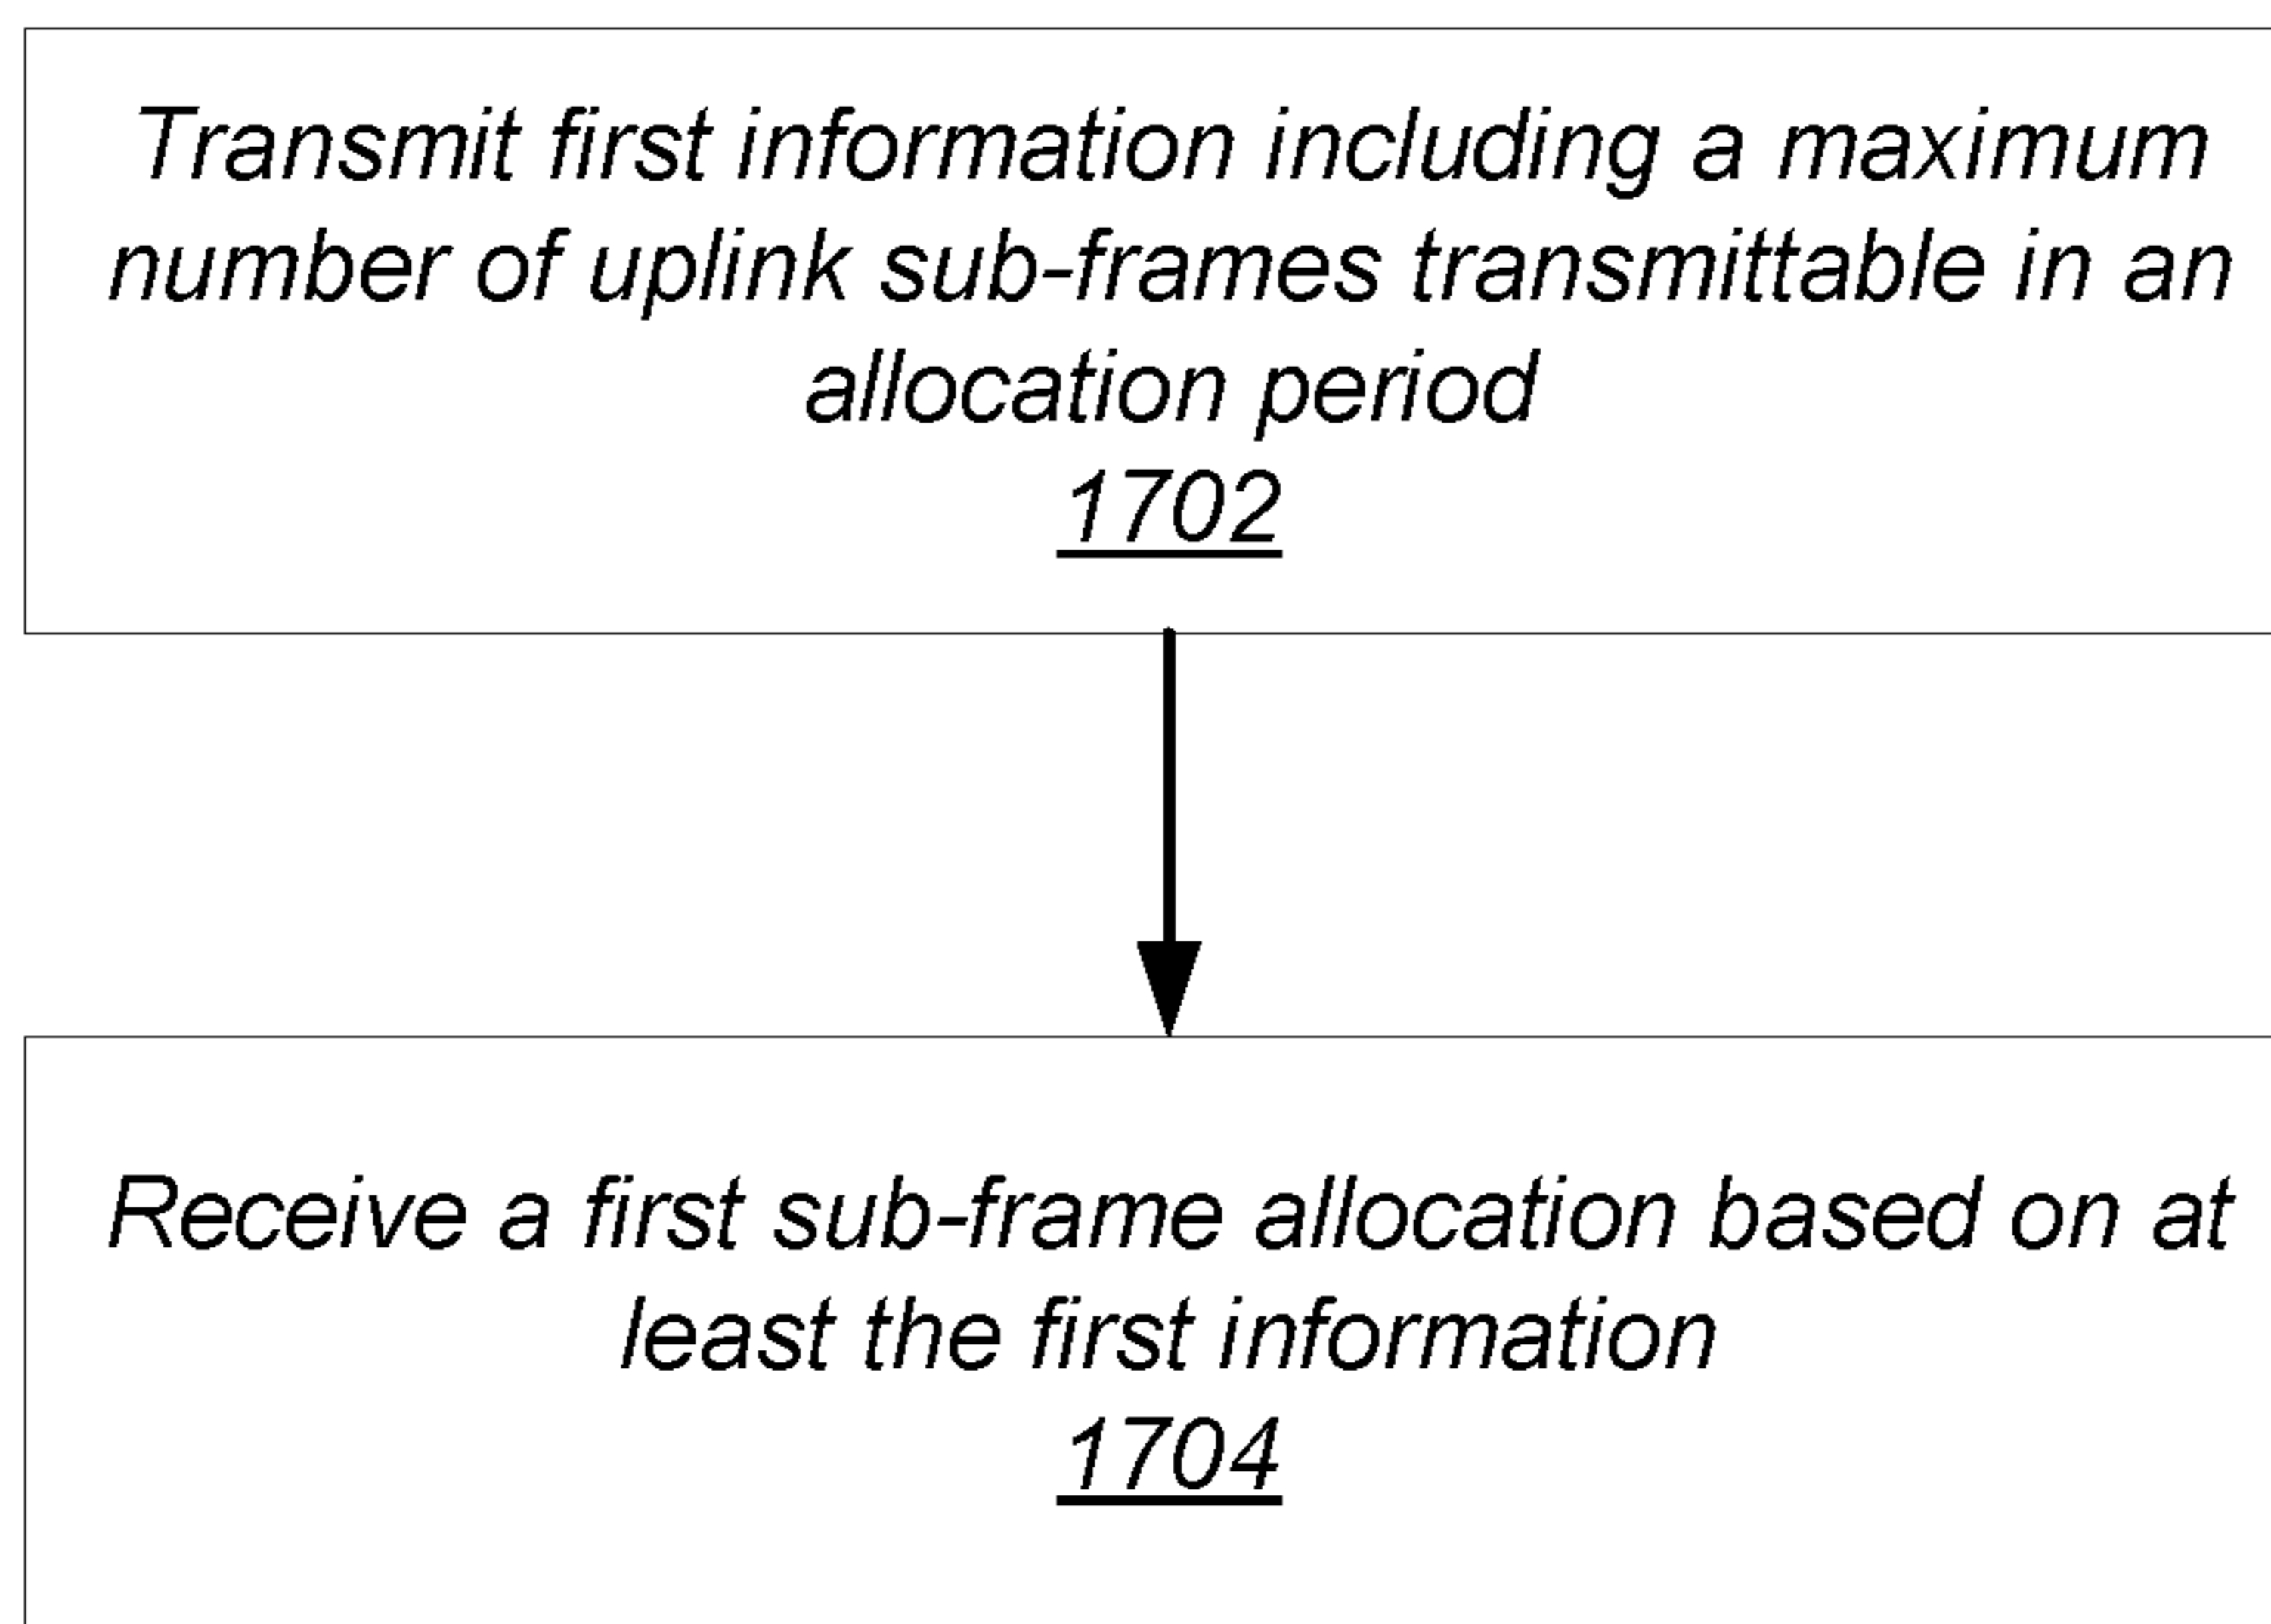 Transmit first information including a maximum
number of uplink sub-frames transmittable in an
allocation period
1702
Receive a first sub-frame allocation based on at
least the first information
1704